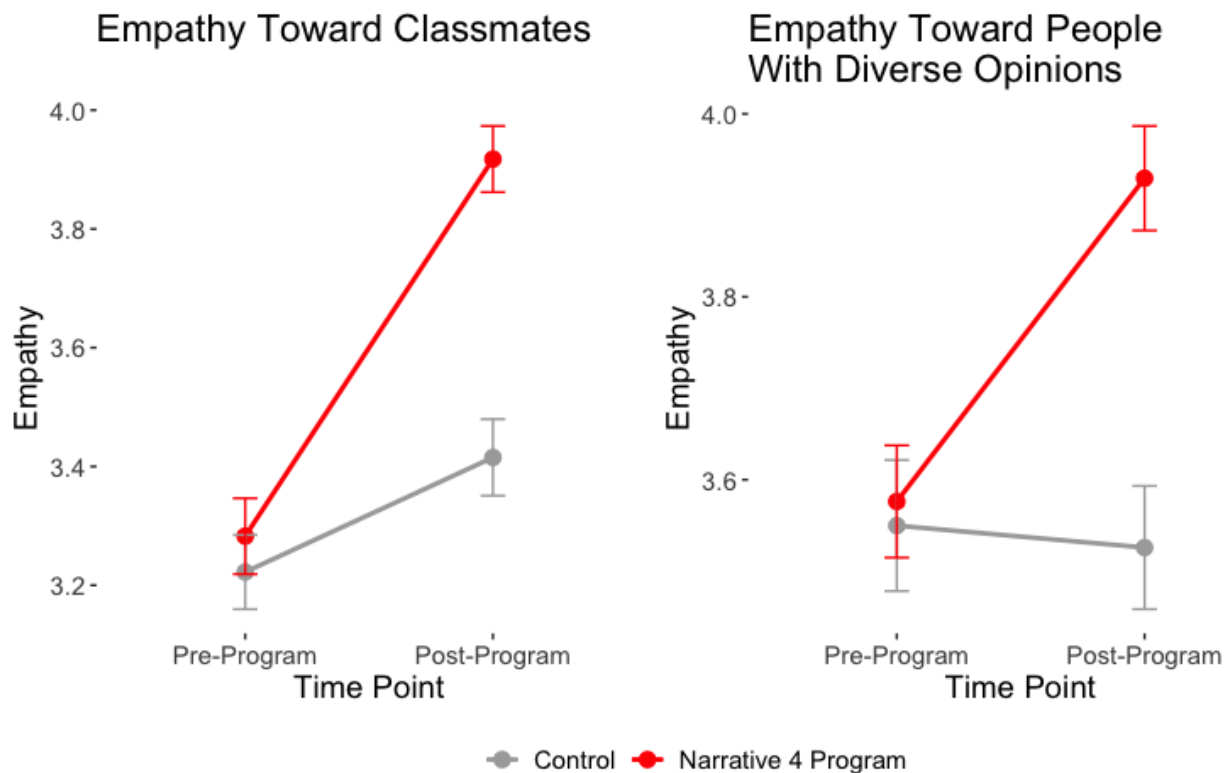 Empathy Toward Classmates
4.0
3.8
3.6
3.4
3.2
Empathy
Pre-Program
Post-Program
Time Point
Empathy Toward People
With Diverse Opinions
4.0
3.8
3.6
Empathy
Pre-Program
Post-Program
Time Point
Control
Narrative 4 Program